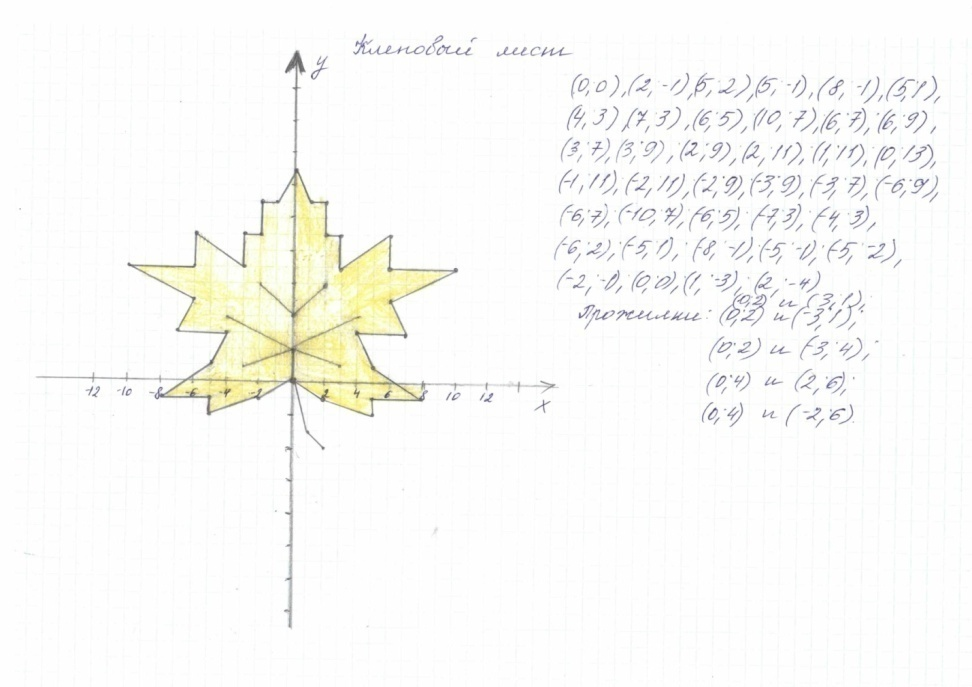 y Кленовый лист
(0;0), (2; -1) (5; -2), (5; -1), (8; -1), (5;1),
(4; 3) (7; 3), (6; 5), (10; 7), (6; 7), (6; 9),
(3; 7), (3; 9), (2; 9), (2; 11), (1; 11), (0; 13),
(-1; 11), (-2; 11), (-2; 9), (-3; 9), (-3; 7), (-6; 9),
(-6; 7), (-10; 7), (-6; 5), (-7; 3), (-4; 3),
(-6; 2), (-5; 1), (-8; -1), (-5; -1), (-5; -2),
(-2; -1), (0; 0), (1; -3), (2; -4)
(0;2) и (3; 1);
Прожилки: (0; 2) и (-3; 1);
(0; 2) и (-3; 4);
(0; 4) и (2; 6);
(0; 4) и (-2; 6).
-12 -10 -8 -6 -4 -2 2 4 6 8 10 12 x